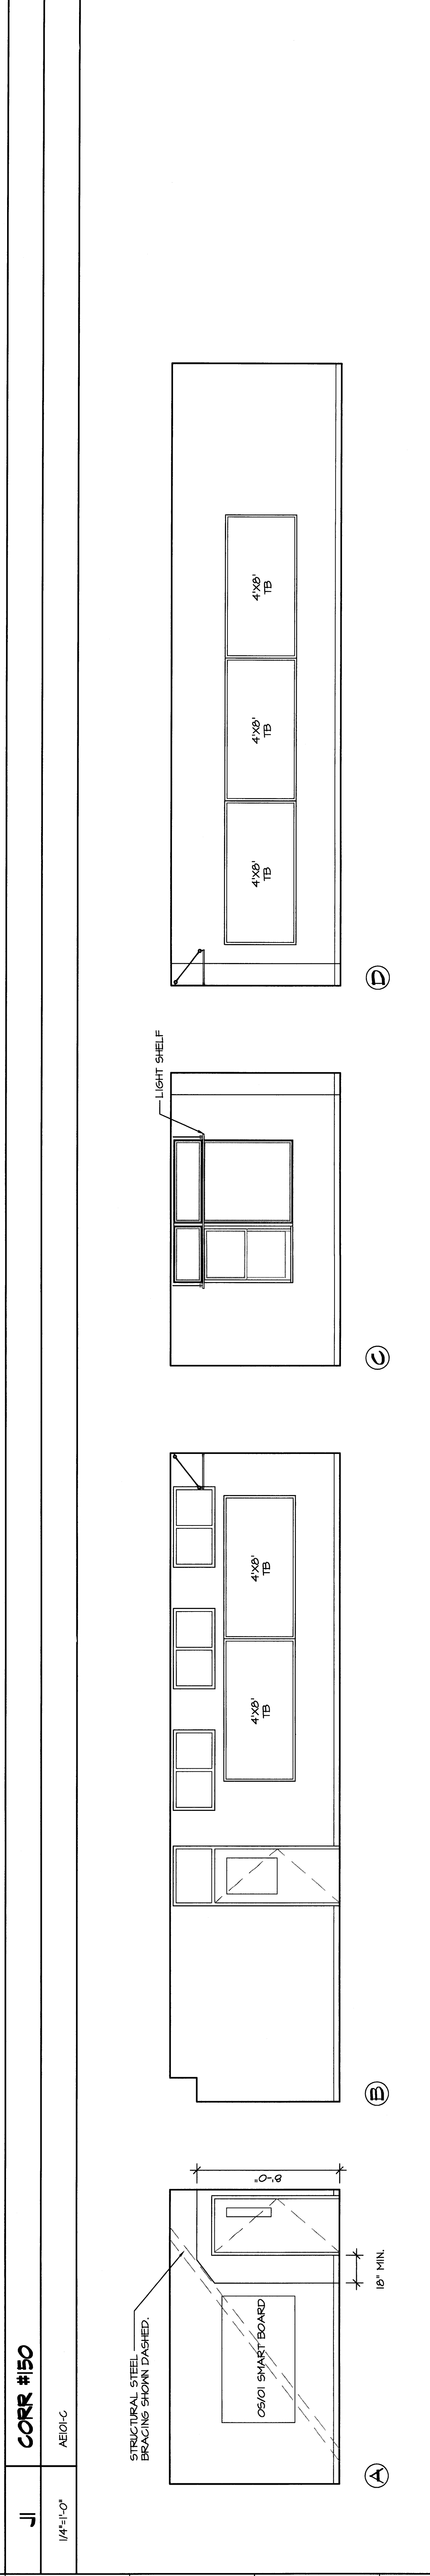 J1
CORR #150
1/4"=1'-0"
AE101-C
STRUCTURAL STEEL
BRACING SHOWN DASHED.
OS/OI SMART BOARD
8'-0"
18" MIN.
A
4'X8'
TB
4'X8'
TB
B
LIGHT SHELF
C
4'X8'
TB
4'X8'
TB
4'X8'
TB
D